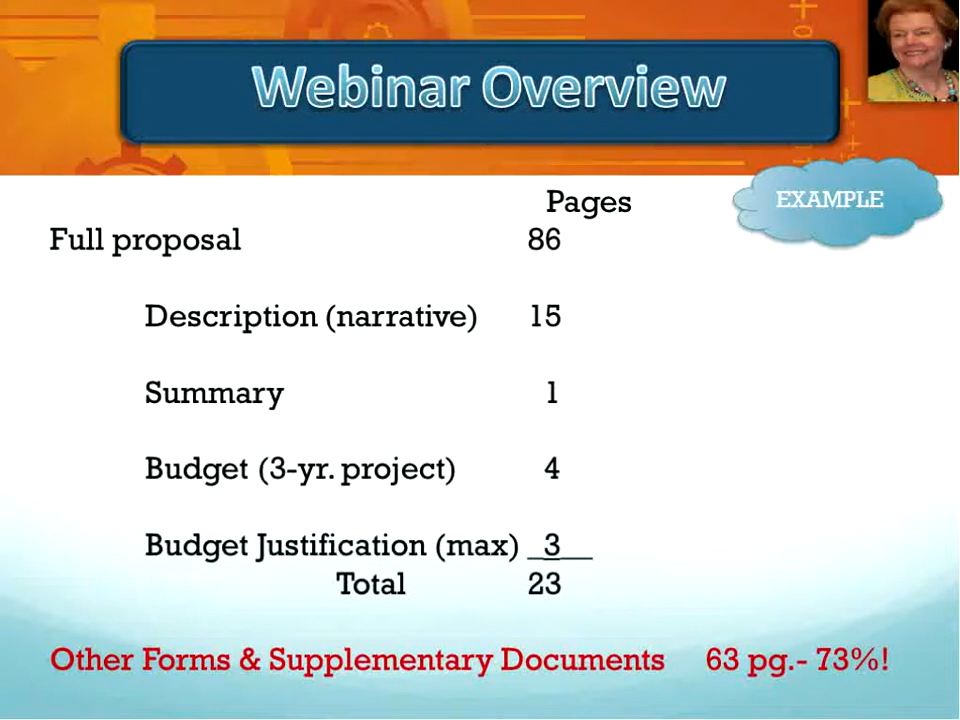 Webinar Overview
EXAMPLE
Pages
Full proposal 86
Description (narrative) 15
Summary 1
Budget (3-yr. project) 4
Budget Justification (max) _3__
Total 23
Other Forms & Supplementary Documents 63 pg.- 73%!